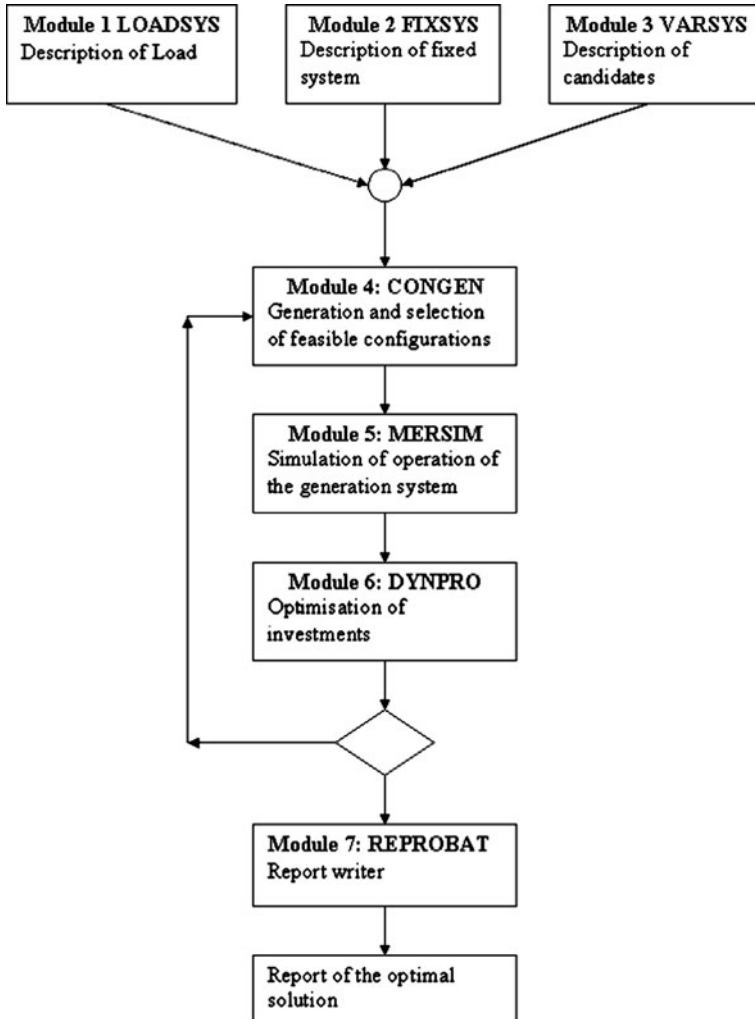 Module 1 LOADSYS
Description of Load
Module 2 FIXSYS
Description of fixed
system
Module 3 VARSYS
Description of
candidates
Module 4: CONGEN
Generation and selection
of feasible configurations
Module 5: MERSIM
Simulation of operation of
the generation system
Module 6: DYNPRO
Optimisation of
investments
Module 7: REPROBAT
Report writer
Report of the optimal
solution